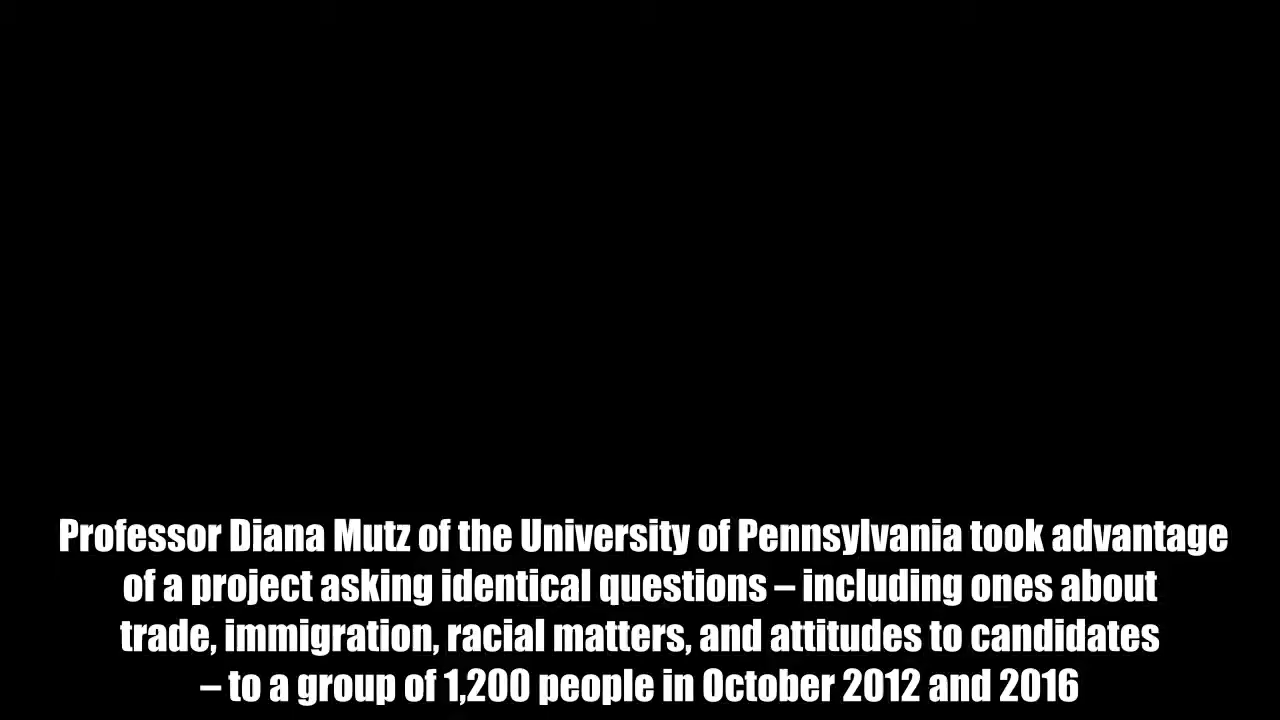 Professor Diana Mutz of the University of Pennsylvania took advantage
of a project asking identical questions – including ones about
trade, immigration, racial matters, and attitudes to candidates
– to a group of 1,200 people in October 2012 and 2016